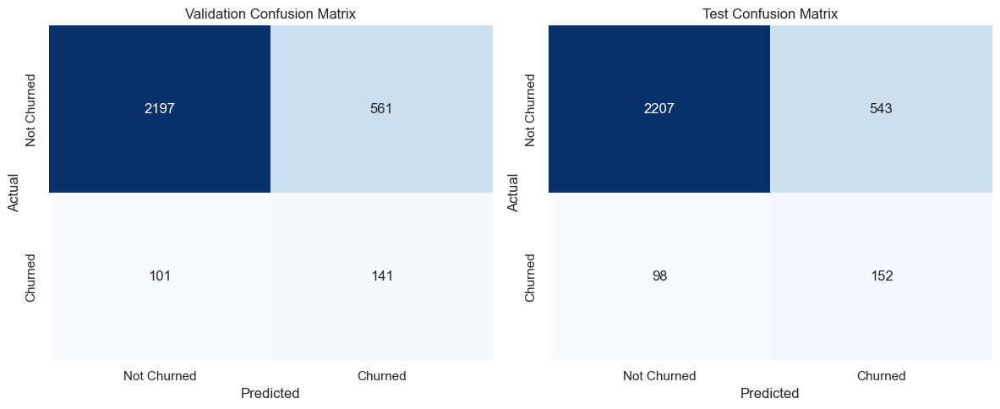 Validation Confusion Matrix
Actual
Not Churned
2197
561
Churned
101
141
Not Churned
Churned
Predicted
Test Confusion Matrix
Actual
Not Churned
2207
543
Churned
98
152
Not Churned
Churned
Predicted